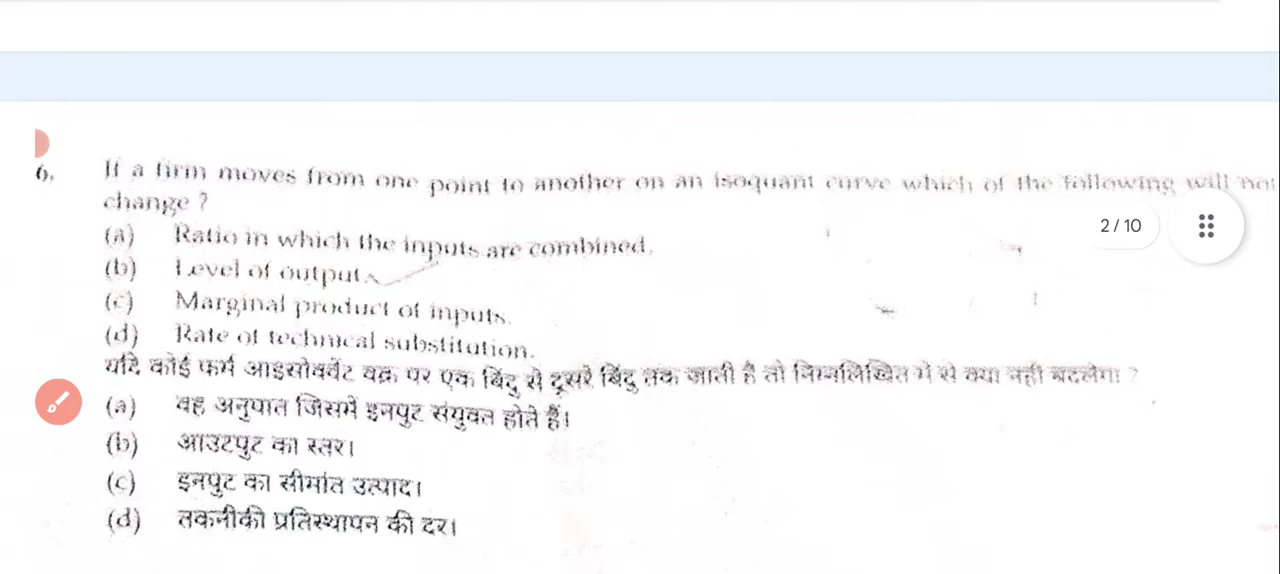 6. If a firm moves from one point to another on an isoquant curve which of the following will not
change ?
(a) Ratio in which the inputs are combined.
2 / 10
(b) Level of output.
(c) Marginal product of inputs.
(d) Rate of technical substitution.
यदि कोई फर्म आइसोक्वेंट वक्र पर एक बिंदु से दूसरे बिंदु तक जाती है तो निम्नलिखित में से क्या नहीं बदलेगा ?
(a) वह अनुपात जिसमें इनपुट संयुक्त होते हैं।
(b) आउटपुट का स्तर।
(c) इनपुट का सीमांत उत्पाद।
(d) तकनीकी प्रतिस्थापन की दर।